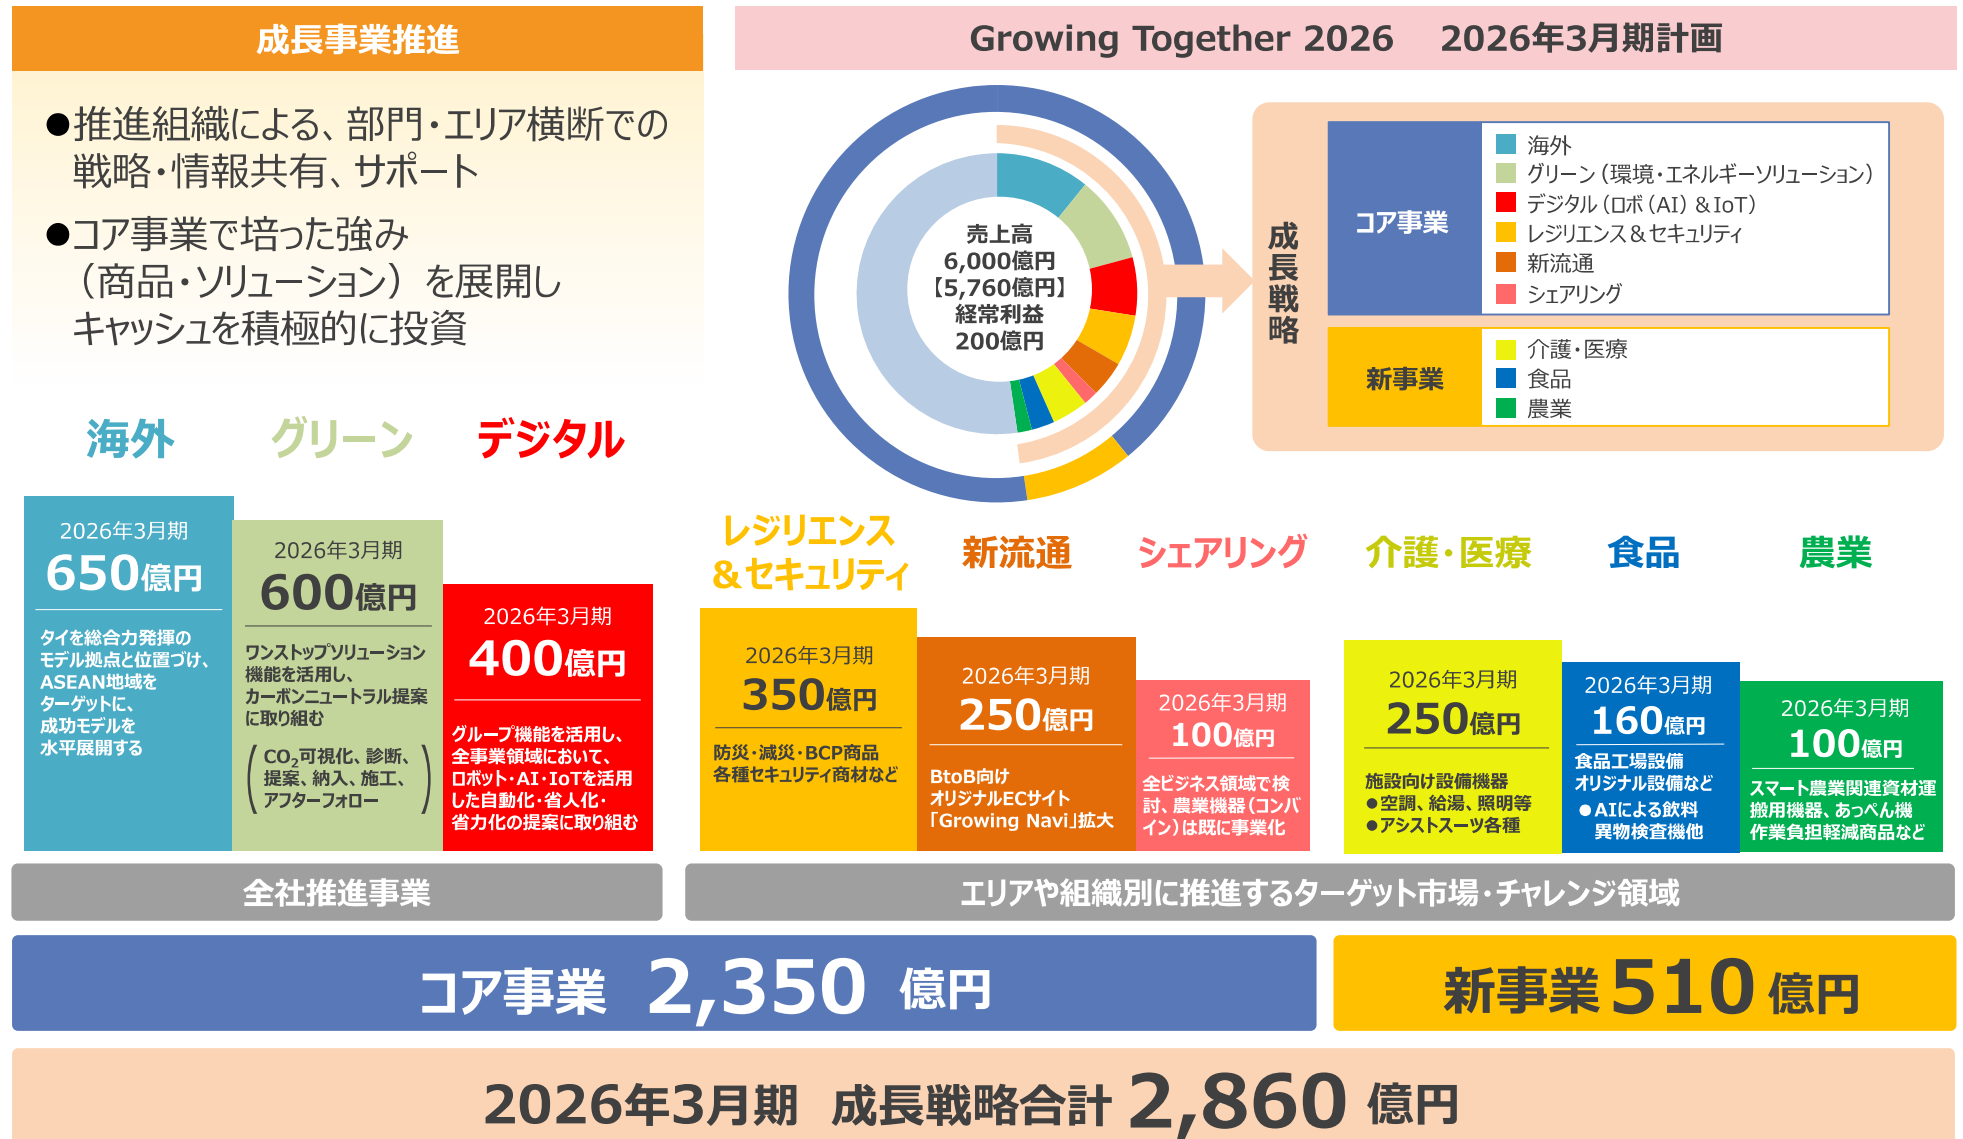 成長事業推進
●推進組織による、部門・エリア横断での
戦略・情報共有、サポート
●コア事業で培った強み
（商品・ソリューション）を展開し
キャッシュを積極的に投資
Growing Together 2026　2026年3月期計画
売上高
6,000億円
【5,760億円】
経常利益
200億円
成長戦略
コア事業
海外
グリーン（環境・エネルギーソリューション）
デジタル（ロボ（AI）＆IoT）
レジリエンス＆セキュリティ
新流通
シェアリング
新事業
介護・医療
食品
農業
海外
2026年3月期
650億円
タイを総合力発揮の
モデル拠点と位置づけ、
ASEAN地域を
ターゲットに、
成功モデルを
水平展開する
グリーン
2026年3月期
600億円
ワンストップソリューション
機能を活用し、
カーボンニュートラル提案
に取り組む
（CO₂可視化、診断、
提案、納入、施工、
アフターフォロー）
デジタル
2026年3月期
400億円
グループ機能を活用し、
全事業領域において、
ロボット・AI・IoTを活用
した自動化・省人化・
省力化の提案に取り組む
レジリエンス
＆セキュリティ
2026年3月期
350億円
防災・減災・BCP商品
各種セキュリティ商材など
新流通
2026年3月期
250億円
BtoB向け
オリジナルECサイト
「Growing Navi」拡大
シェアリング
2026年3月期
100億円
全ビジネス領域で検
討、農業機器（コンバ
イン）は既に事業化
介護・医療
2026年3月期
250億円
施設向け設備機器
●空調、給湯、照明等
●アシストスーツ各種
食品
2026年3月期
160億円
食品工場設備
オリジナル設備など
●AIによる飲料
異物検査機他
農業
2026年3月期
100億円
スマート農業関連資材運
搬用機器、あっぺん機
作業負担軽減商品など
全社推進事業
エリアや組織別に推進するターゲット市場・チャレンジ領域
コア事業 2,350 億円
新事業 510 億円
2026年3月期 成長戦略合計 2,860 億円